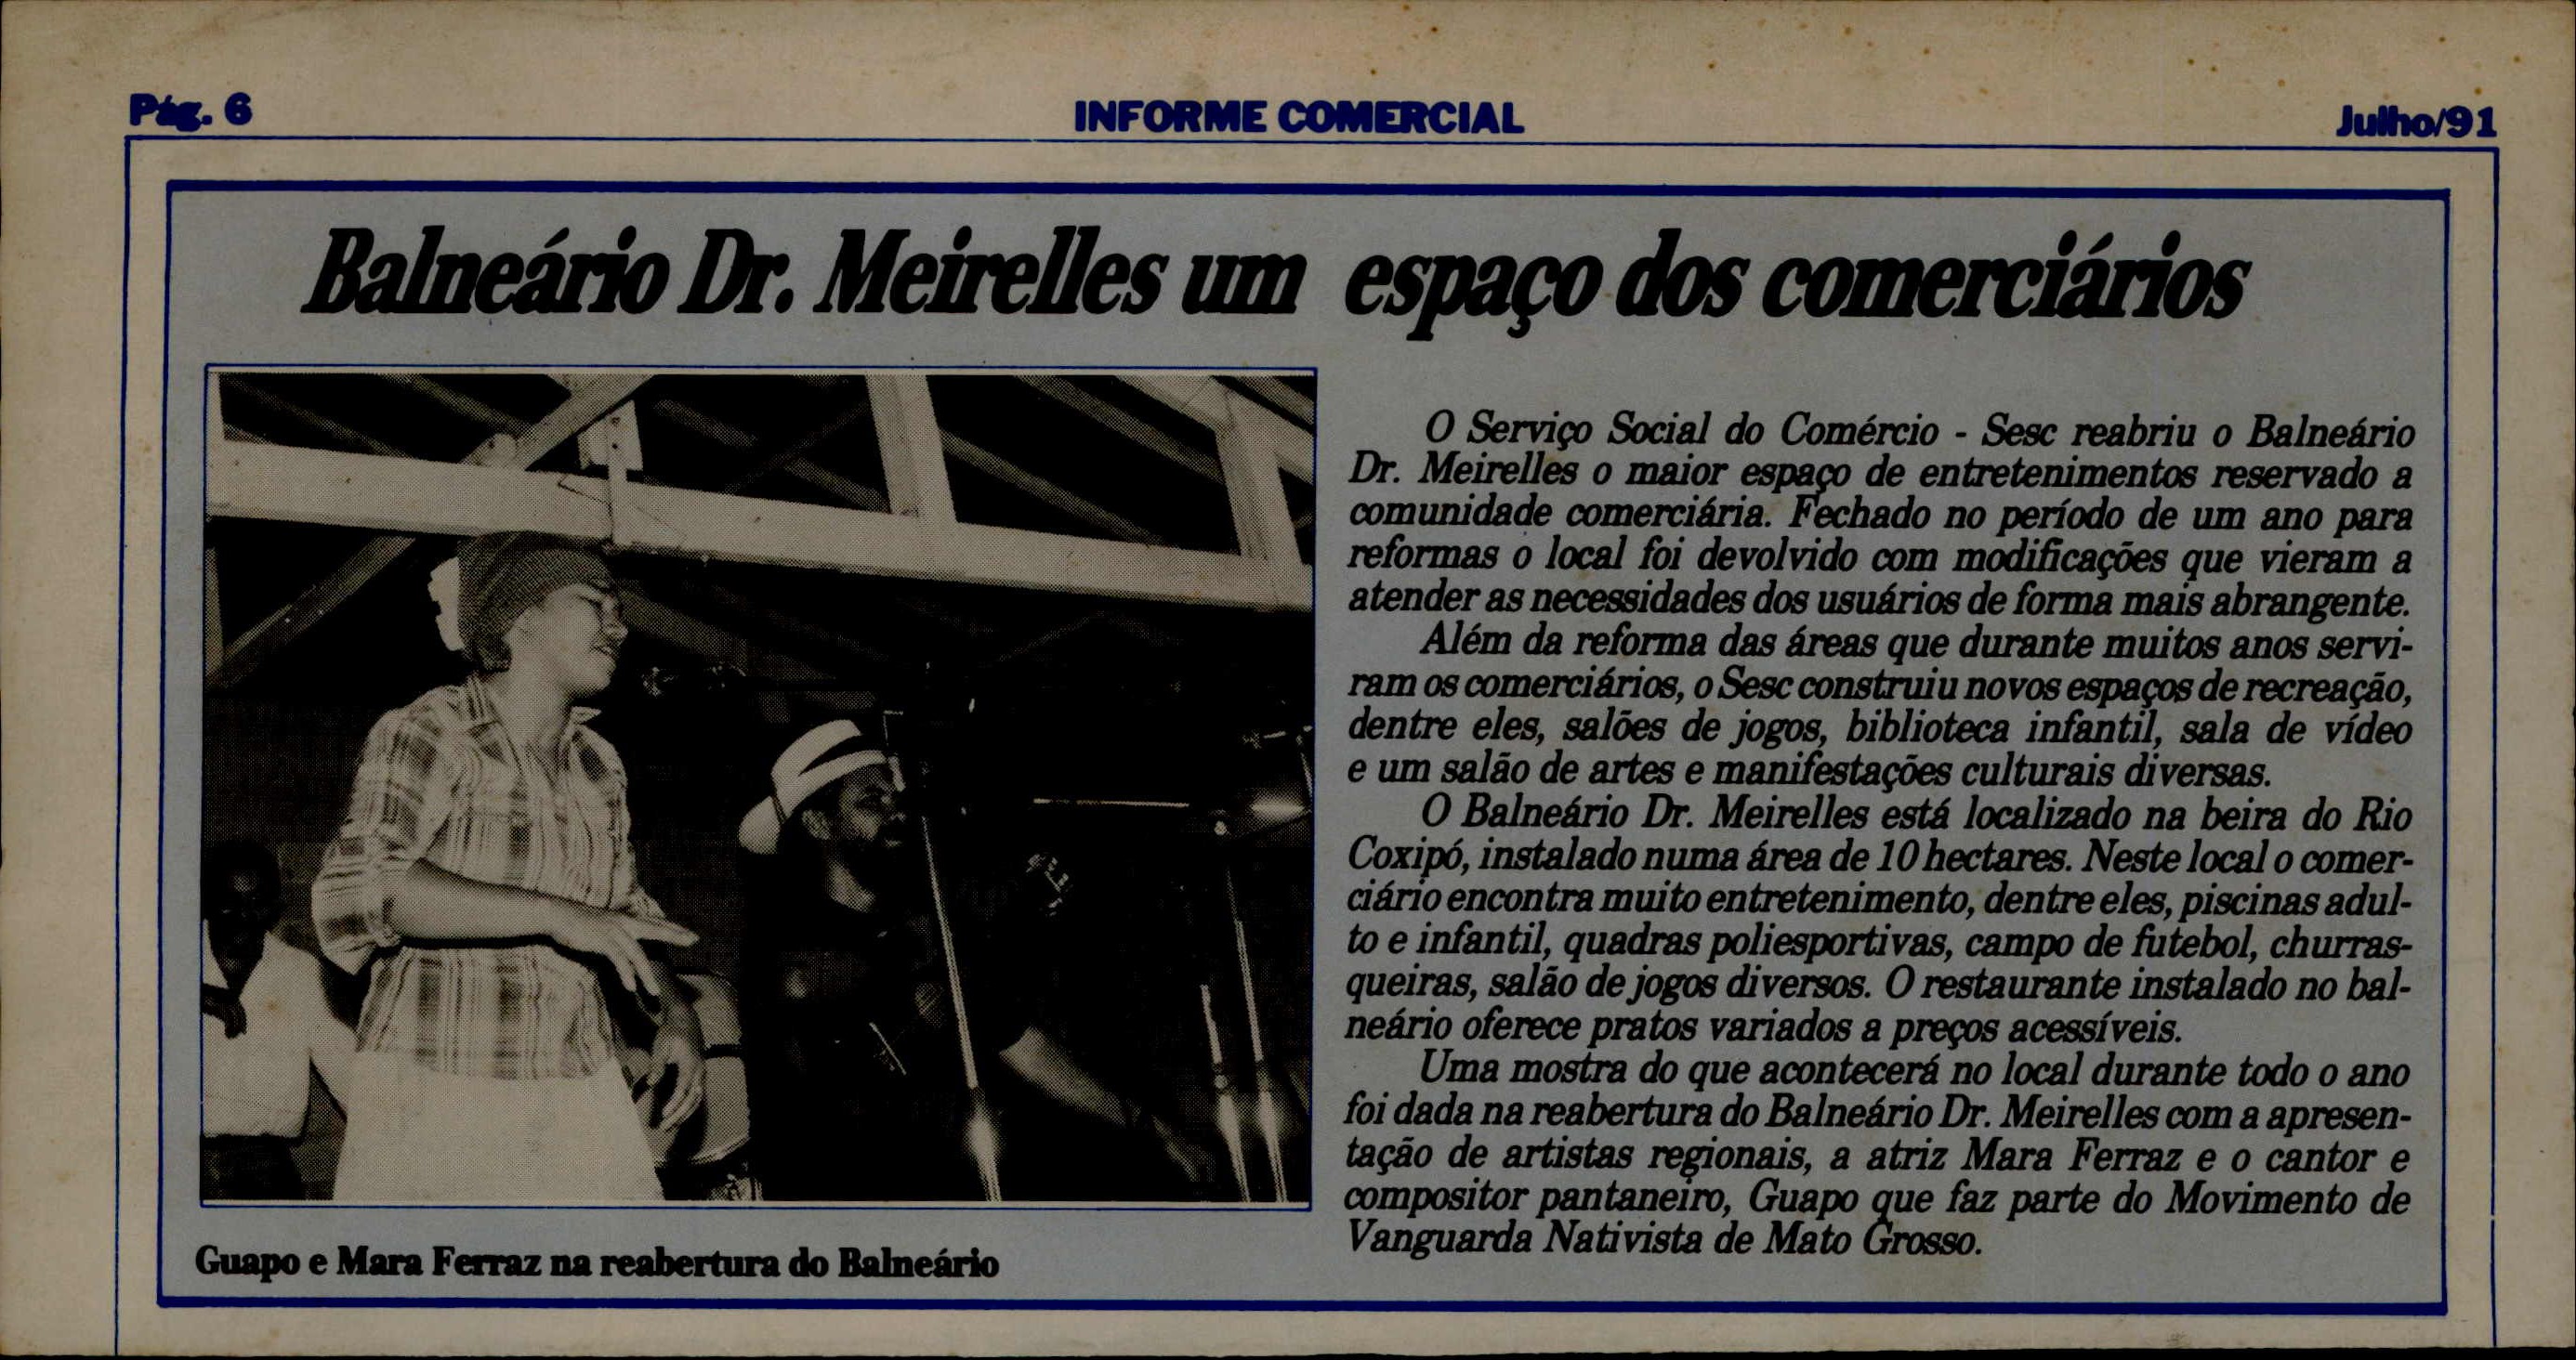 Pág. 6
INFORME COMERCIAL
Julho/91
Balneário Dr. Meirelles um espaço dos comerciários
O Serviço Social do Comércio - Sesc reabriu o Balneário
Dr. Meirelles o maior espaço de entretenimentos reservado a
comunidade comerciária. Fechado no período de um ano para
reformas o local foi devolvido com modificações que vieram a
atender as necessidades dos usuários de forma mais abrangente.
Além da reforma das áreas que durante muitos anos servi-
ram os comerciários, o Sesc construiu novos espaços de recreação,
dentre eles, salões de jogos, biblioteca infantil, sala de vídeo
e um salão de artes e manifestações culturais diversas.
O Balneário Dr. Meirelles está localizado na beira do Rio
Coxipó, instalado numa área de 10 hectares. Neste local o comer-
ciário encontra muito entretenimento, dentre eles, piscinas adul-
to e infantil, quadras poliesportivas, campo de futebol, churras-
queiras, salão de jogos diversos. O restaurante instalado no bal-
neário oferece pratos variados a preços acessíveis.
Uma mostra do que acontecerá no local durante todo o ano
foi dada na reabertura do Balneário Dr. Meirelles com a apresen-
tação de artistas regionais, a atriz Mara Ferraz e o cantor e
compositor pantaneiro, Guapo que faz parte do Movimento de
Vanguarda Nativista de Mato Grosso.
Guapo e Mara Ferraz na reabertura do Balneário